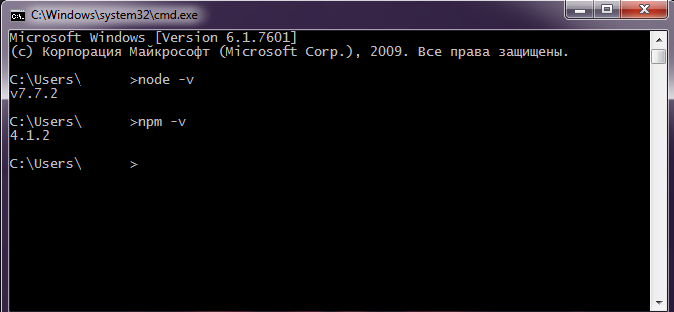 C:\Windows\system32\cmd.exe
Microsoft Windows [Version 6.1.7601]
(c) Корпорация Майкрософт (Microsoft Corp.), 2009. Все права защищены.
C:\Users\ >node -v
v7.7.2
C:\Users\ >npm -v
4.1.2
C:\Users\ >